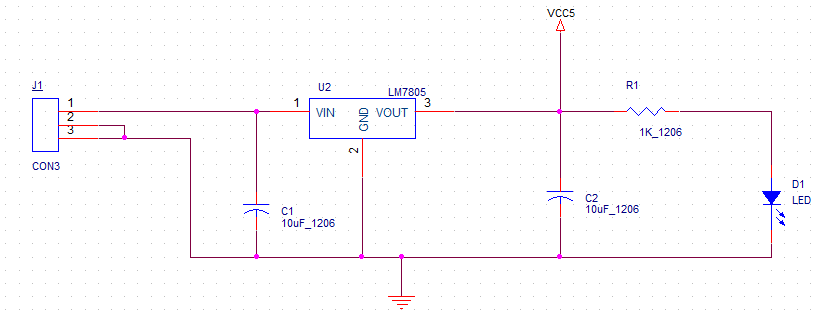 VCC5
J1
1
2
3
CON3
U2
LM7805
1
VIN
GND
VOUT
3
2
C1
10uF_1206
C2
10uF_1206
R1
1K_1206
D1
LED